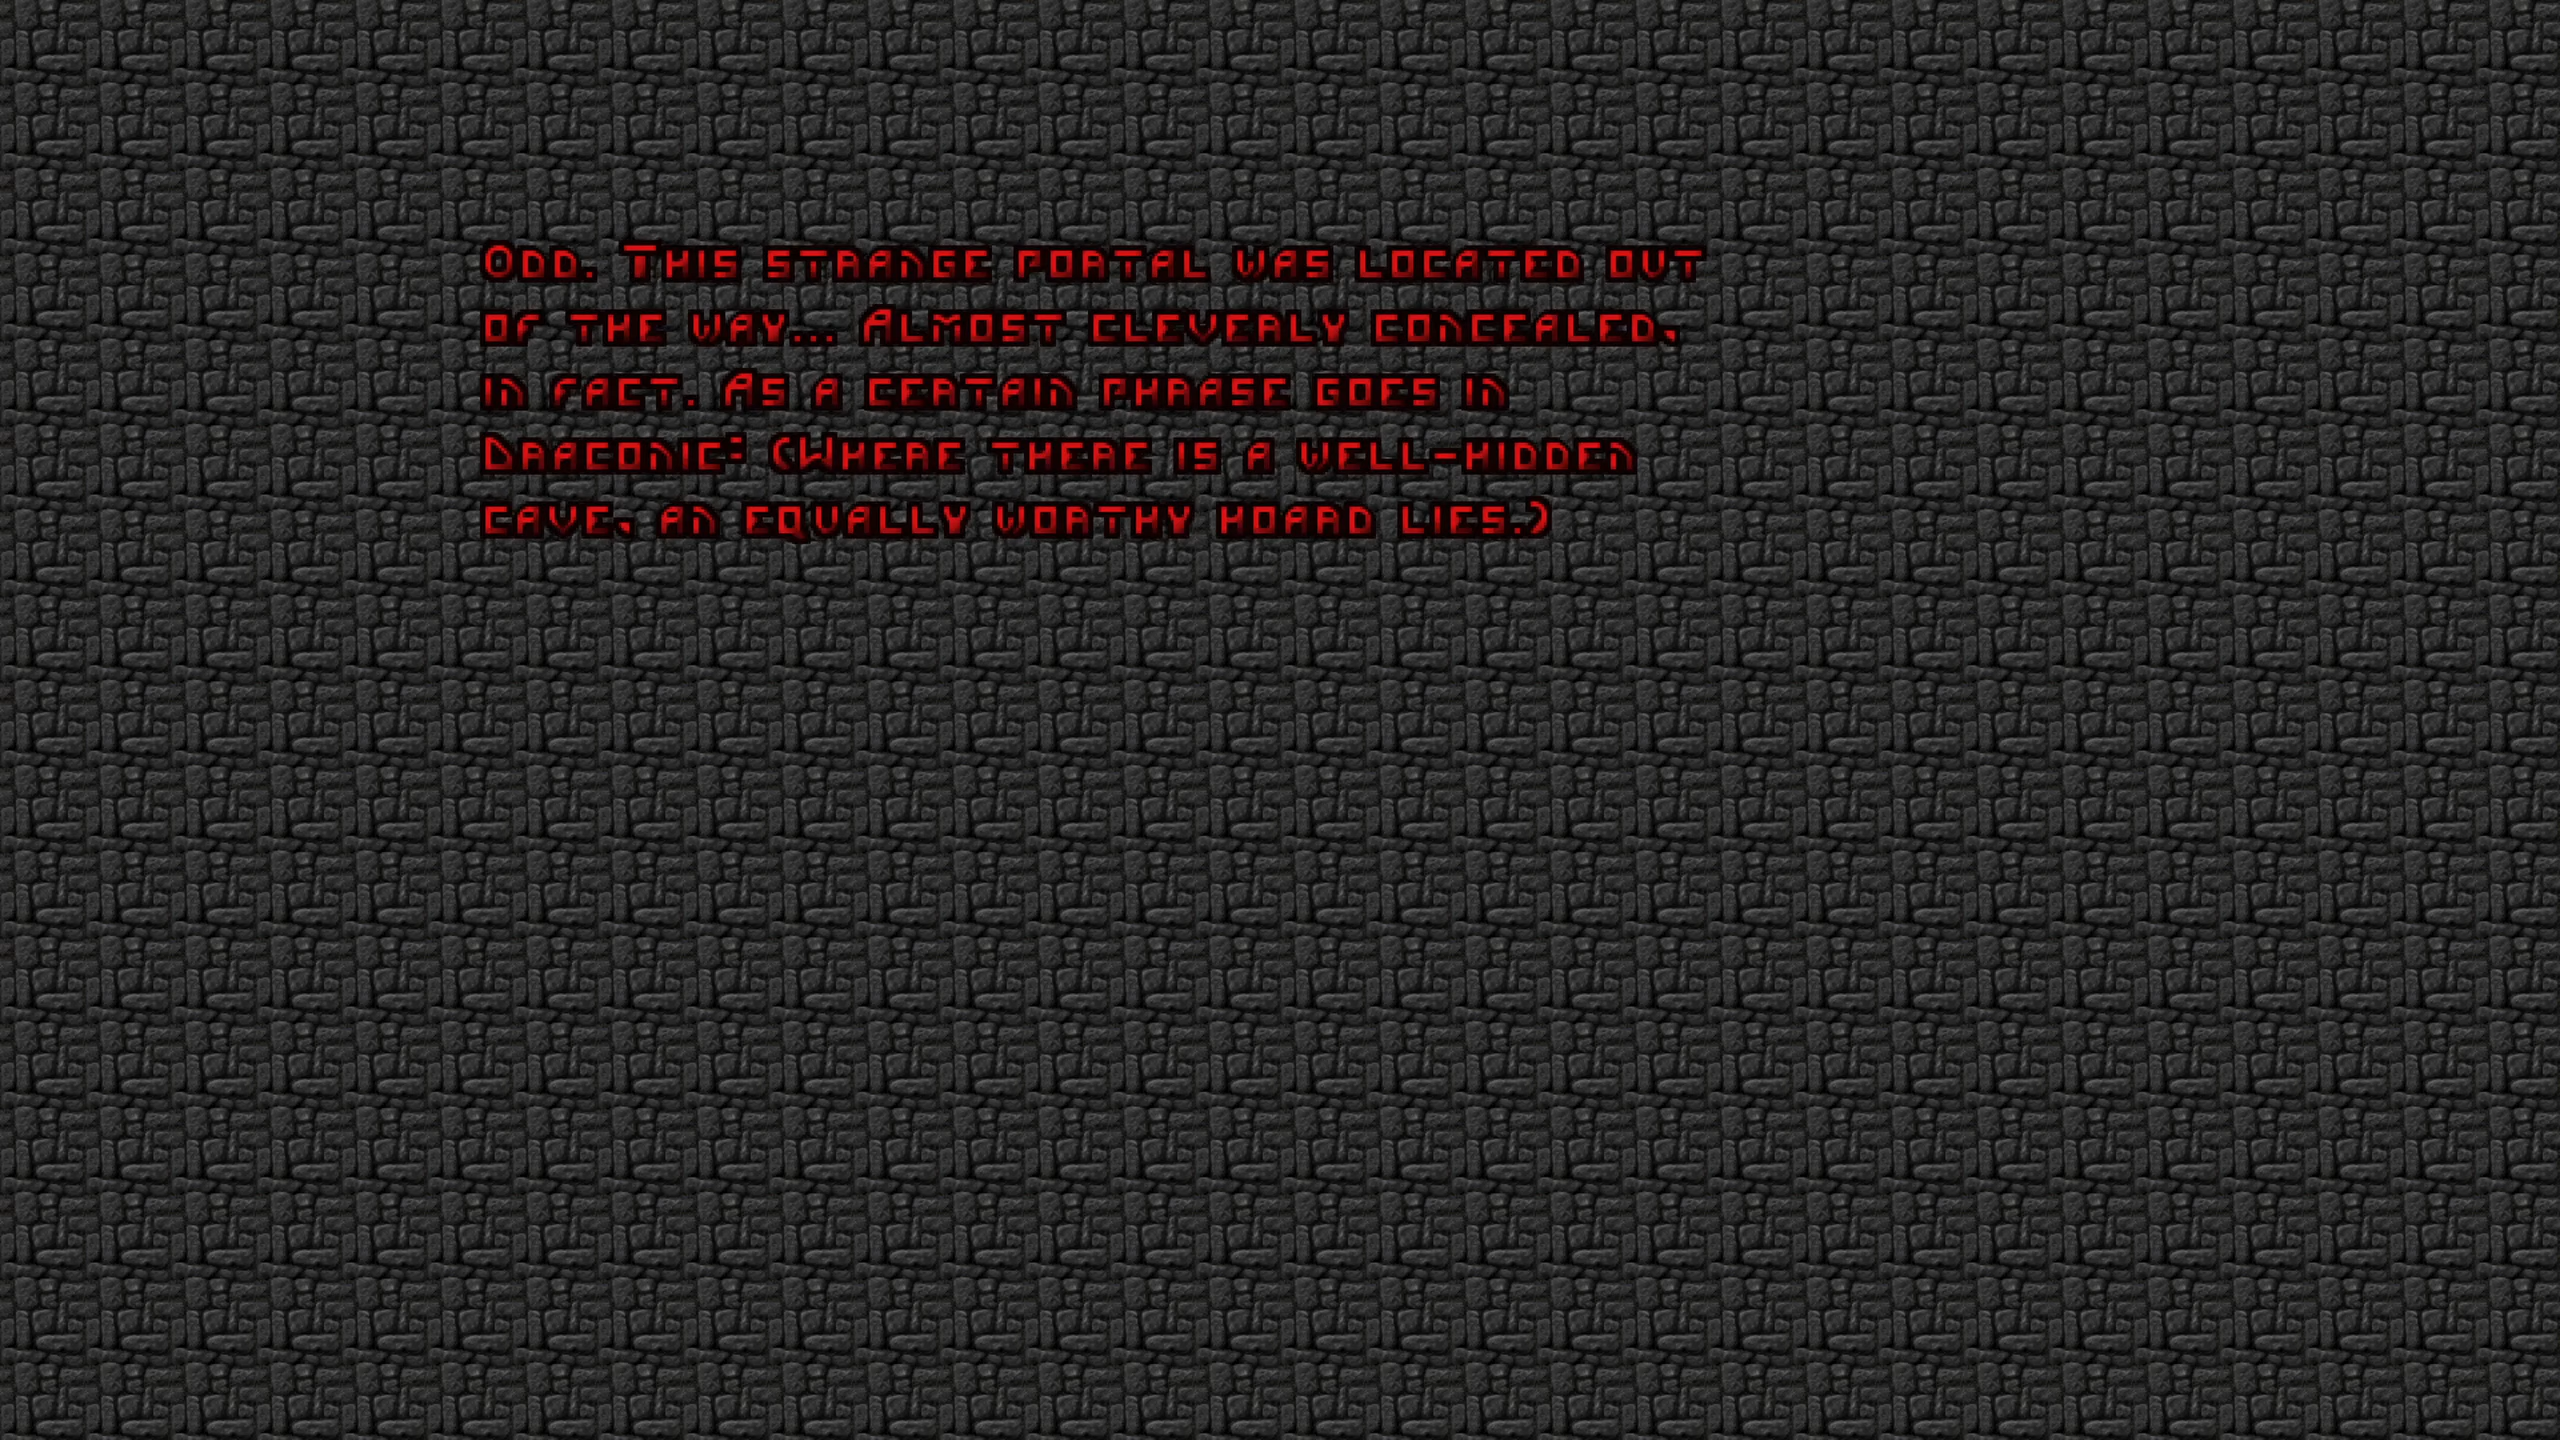 Odd. This strange portal was located out
of the way... Almost cleverly concealed,
in fact. As a certain phrase goes in
Draconic: (Where there is a well-hidden
cave, an equally worthy hoard lies.)